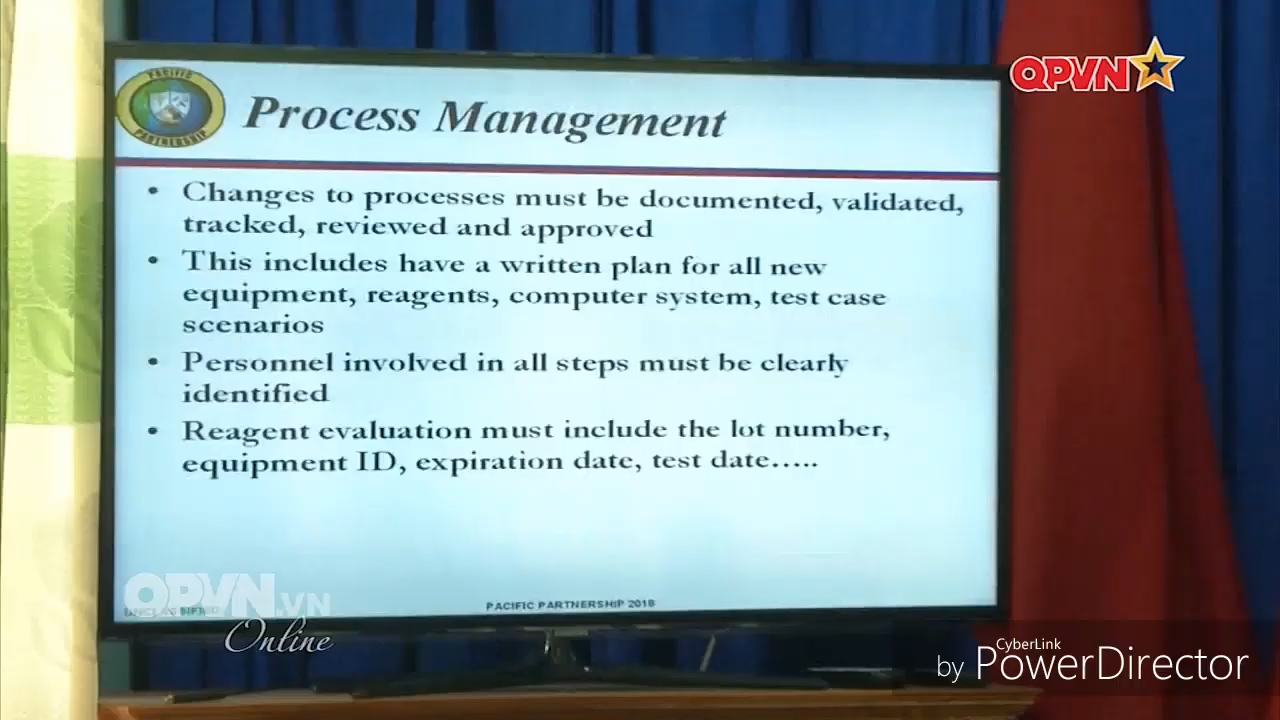 QPVN
PACIFIC
PARTNERSHIP
Process Management
• Changes to processes must be documented, validated,
tracked, reviewed and approved
• This includes have a written plan for all new
equipment, reagents, computer system, test case
scenarios
• Personnel involved in all steps must be clearly
identified
• Reagent evaluation must include the lot number,
equipment ID, expiration date, test date.....
QPVN.VN
Online
PACIFIC PARTNERSHIP 2018
CyberLink
by PowerDirector